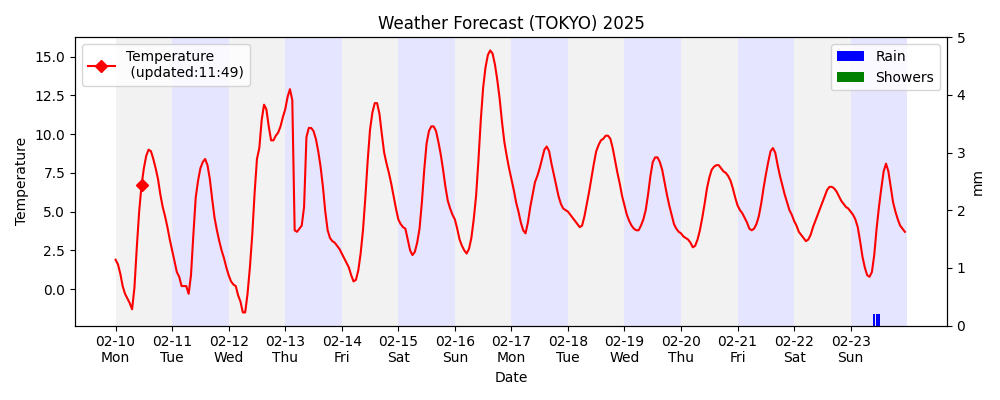 Weather Forecast (TOKYO) 2025
Temperature
(updated:11:49)
Rain
Showers
15.0
12.5
10.0
7.5
5.0
2.5
0.0
Temperature
5
4
3
2
1
0
mm
02-10 02-11 02-12 02-13 02-14 02-15 02-16 02-17 02-18 02-19 02-20 02-21 02-22 02-23
Mon Tue Wed Thu Fri Sat Sun Mon Tue Wed Thu Fri Sat Sun
Date